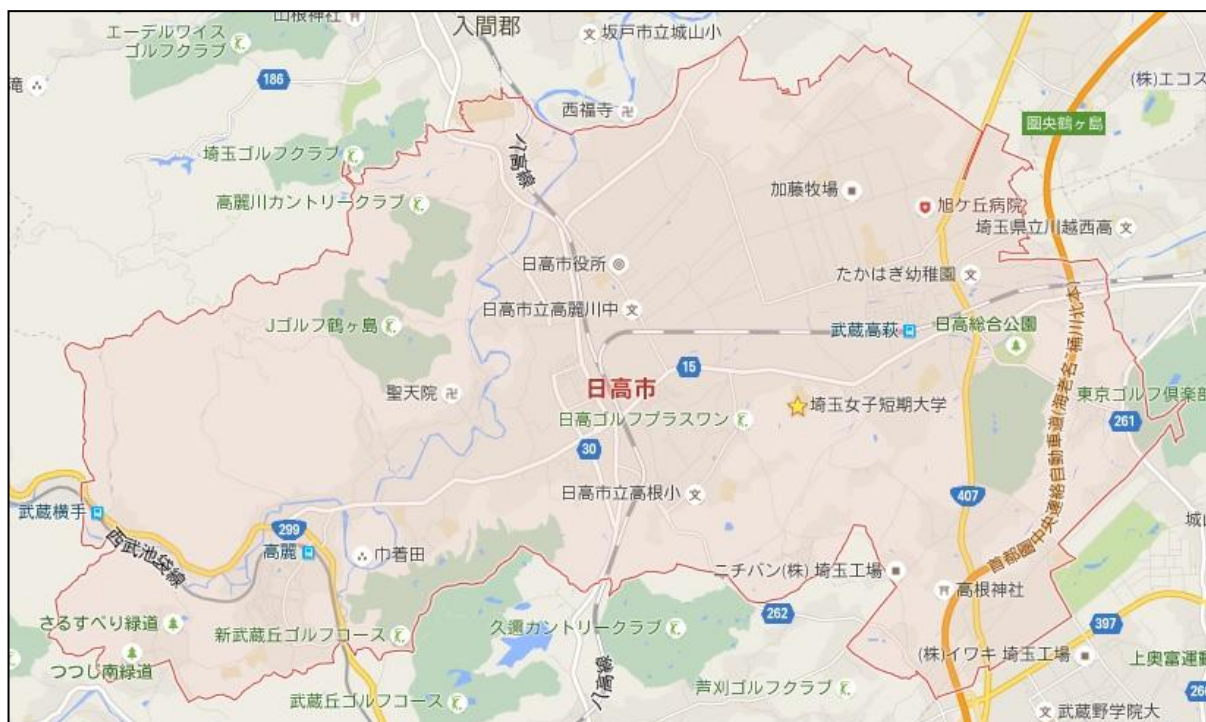 山根神社
入間郡
坂戸市立城山小
エーデルワイス
ゴルフクラブ
186
滝
(株)エコス
西福寺
圏央鶴ヶ島
八高線
埼玉ゴルフクラブ
高麗川カントリークラブ
加藤牧場
旭ケ丘病院
埼玉県立川越西高
日高市役所
たかはぎ幼稚園
日高市立高麗川中
Jゴルフ鶴ヶ島
武蔵高萩
日高総合公園
15
日高市
聖天院
埼玉女子短期大学
東京ゴルフ倶楽部
日高ゴルフプラスワン
261
30
首都圏中央連絡自動車道(海老名-桶川北本)
日高市立高根小
407
武蔵横手
299
高麗
巾着田
西武池袋線
城山
ニチバン(株) 埼玉工場
高根神社
さるすべり緑道
新武蔵丘ゴルフコース
久邇カントリークラブ
262
397
つつじ南緑道
(株)イワキ 埼玉工場
上奥富運動
八高線
武蔵丘ゴルフコース
芦刈ゴルフクラブ
260
武蔵野学院大